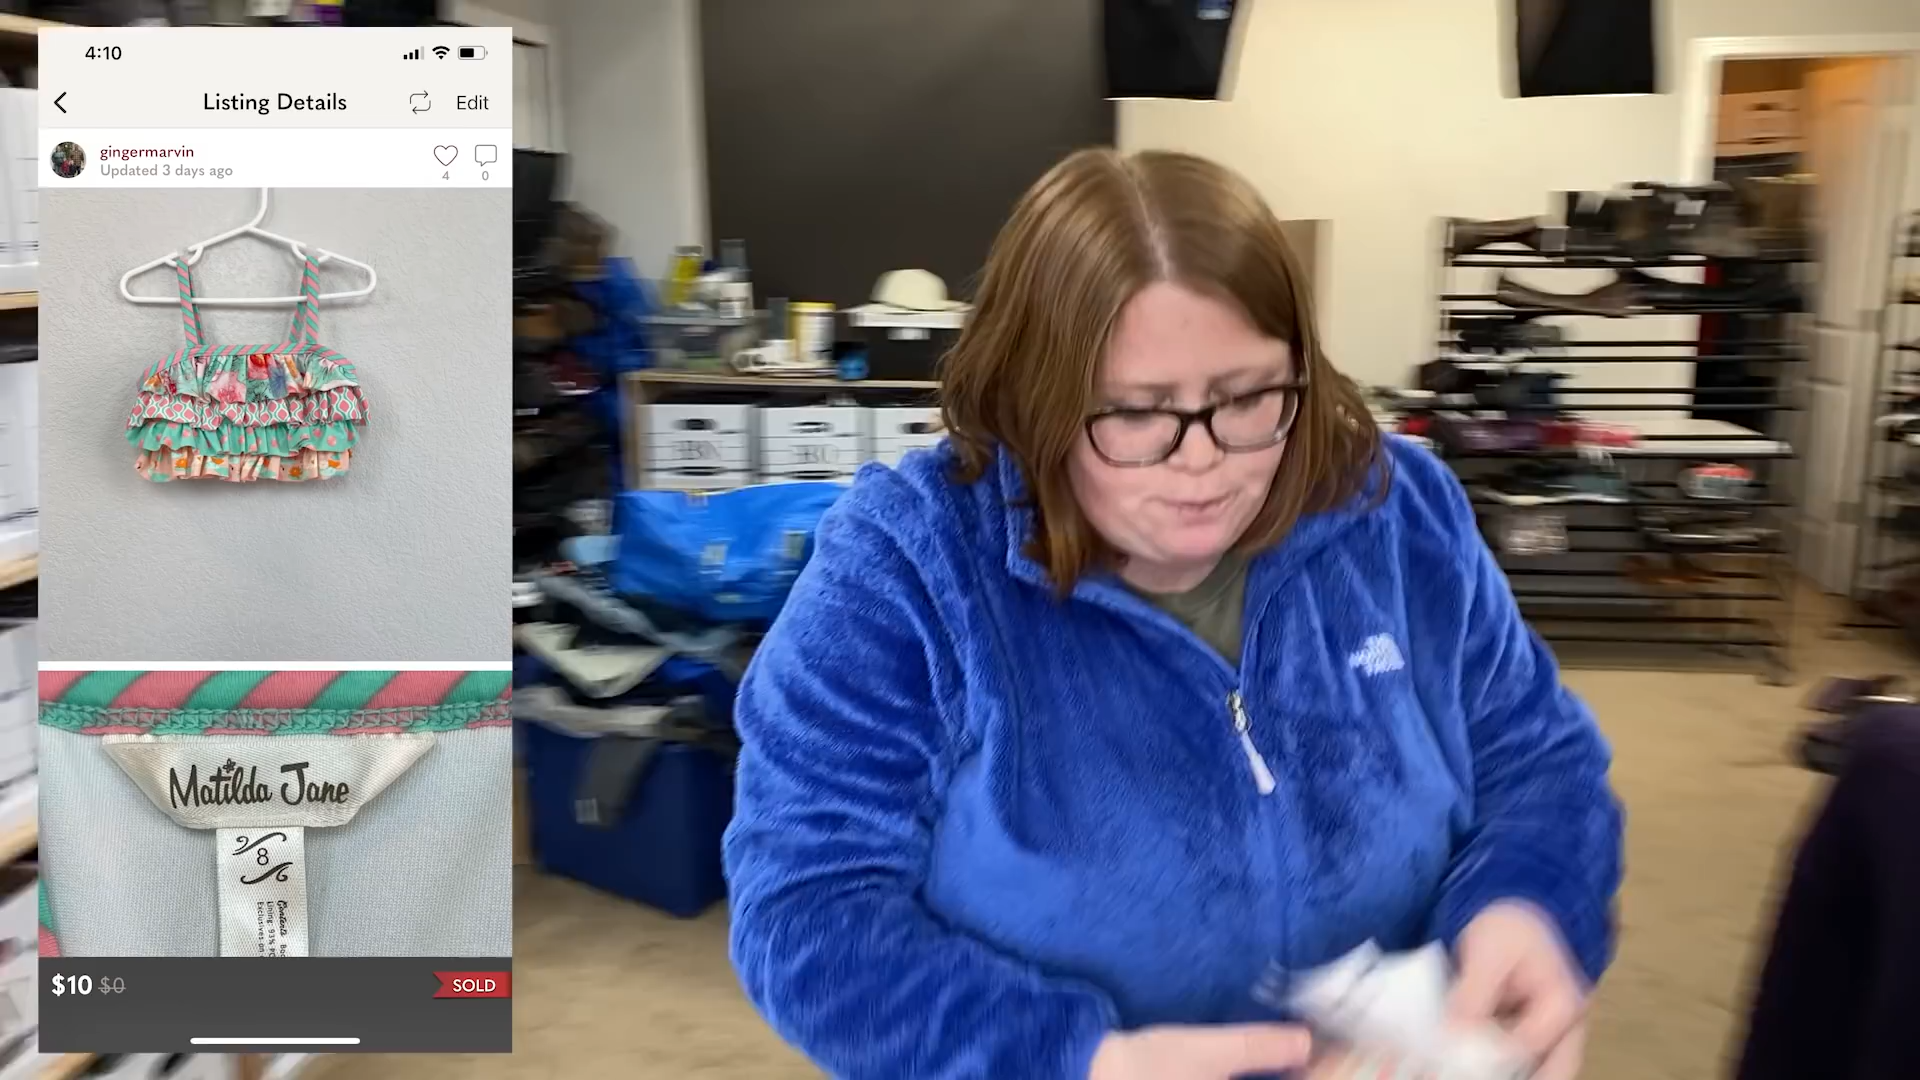 4:10
Listing Details
Edit
gingermarvin
Updated 3 days ago
4
0
Matilda Jane
8
$10 $0
SOLD